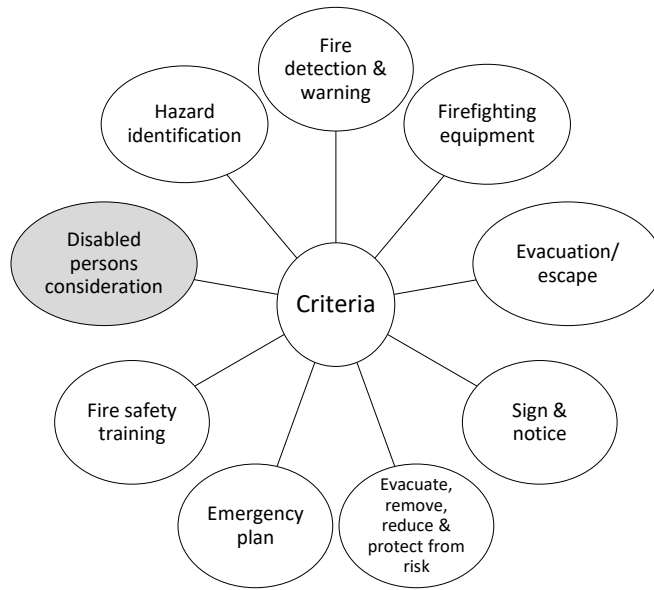 Fire
detection &
warning
Hazard
identification
Firefighting
equipment
Disabled
persons
consideration
Evacuation/
escape
Criteria
Fire safety
training
Sign &
notice
Emergency
plan
Evacuate,
remove,
reduce &
protect from
risk